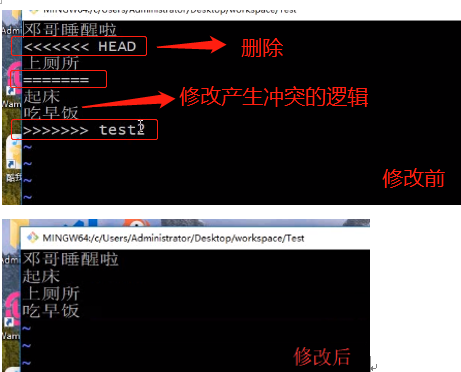 MINGW64:/c/Users/Administrator/Desktop/workspace/Test
邓哥睡醒啦
<<<<<<< HEAD
删除
上厕所
=======
起床
修改产生冲突的逻辑
吃早饭
>>>>>>> test2
~
~
~
~
修改前
MINGW64:/c/Users/Administrator/Desktop/workspace/Test
邓哥睡醒啦
起床
上厕所
吃早饭
~
~
~
修改后